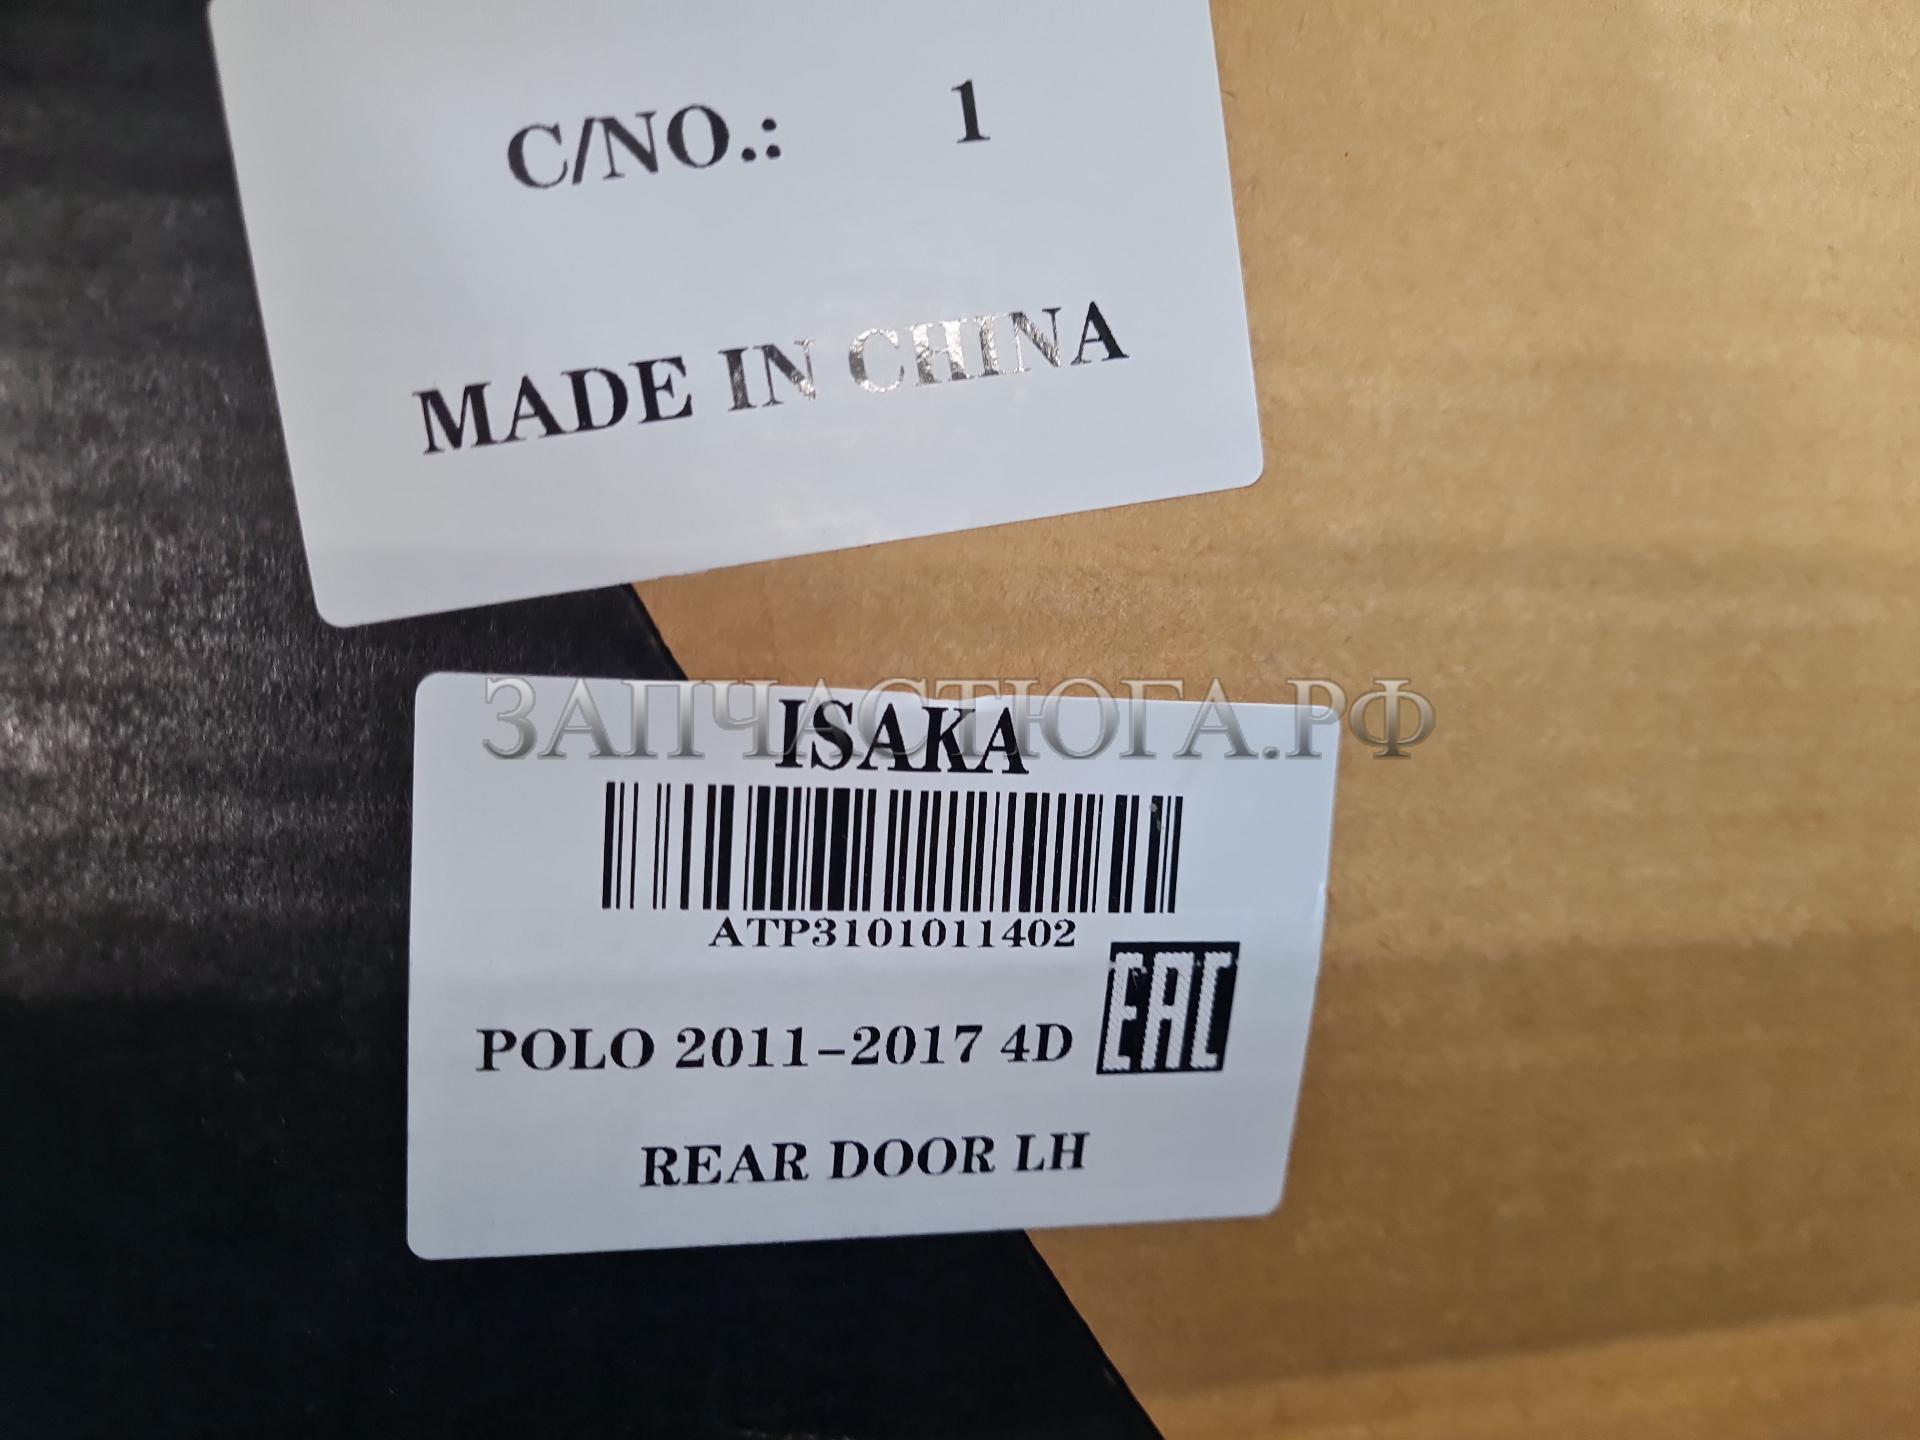 C/NO.: 1
MADE IN CHINA
ЗАПЧАСТЮГА.РФ
ISAKA
ATP3101011402
POLO 2011-2017 4D
EAC
REAR DOOR LH